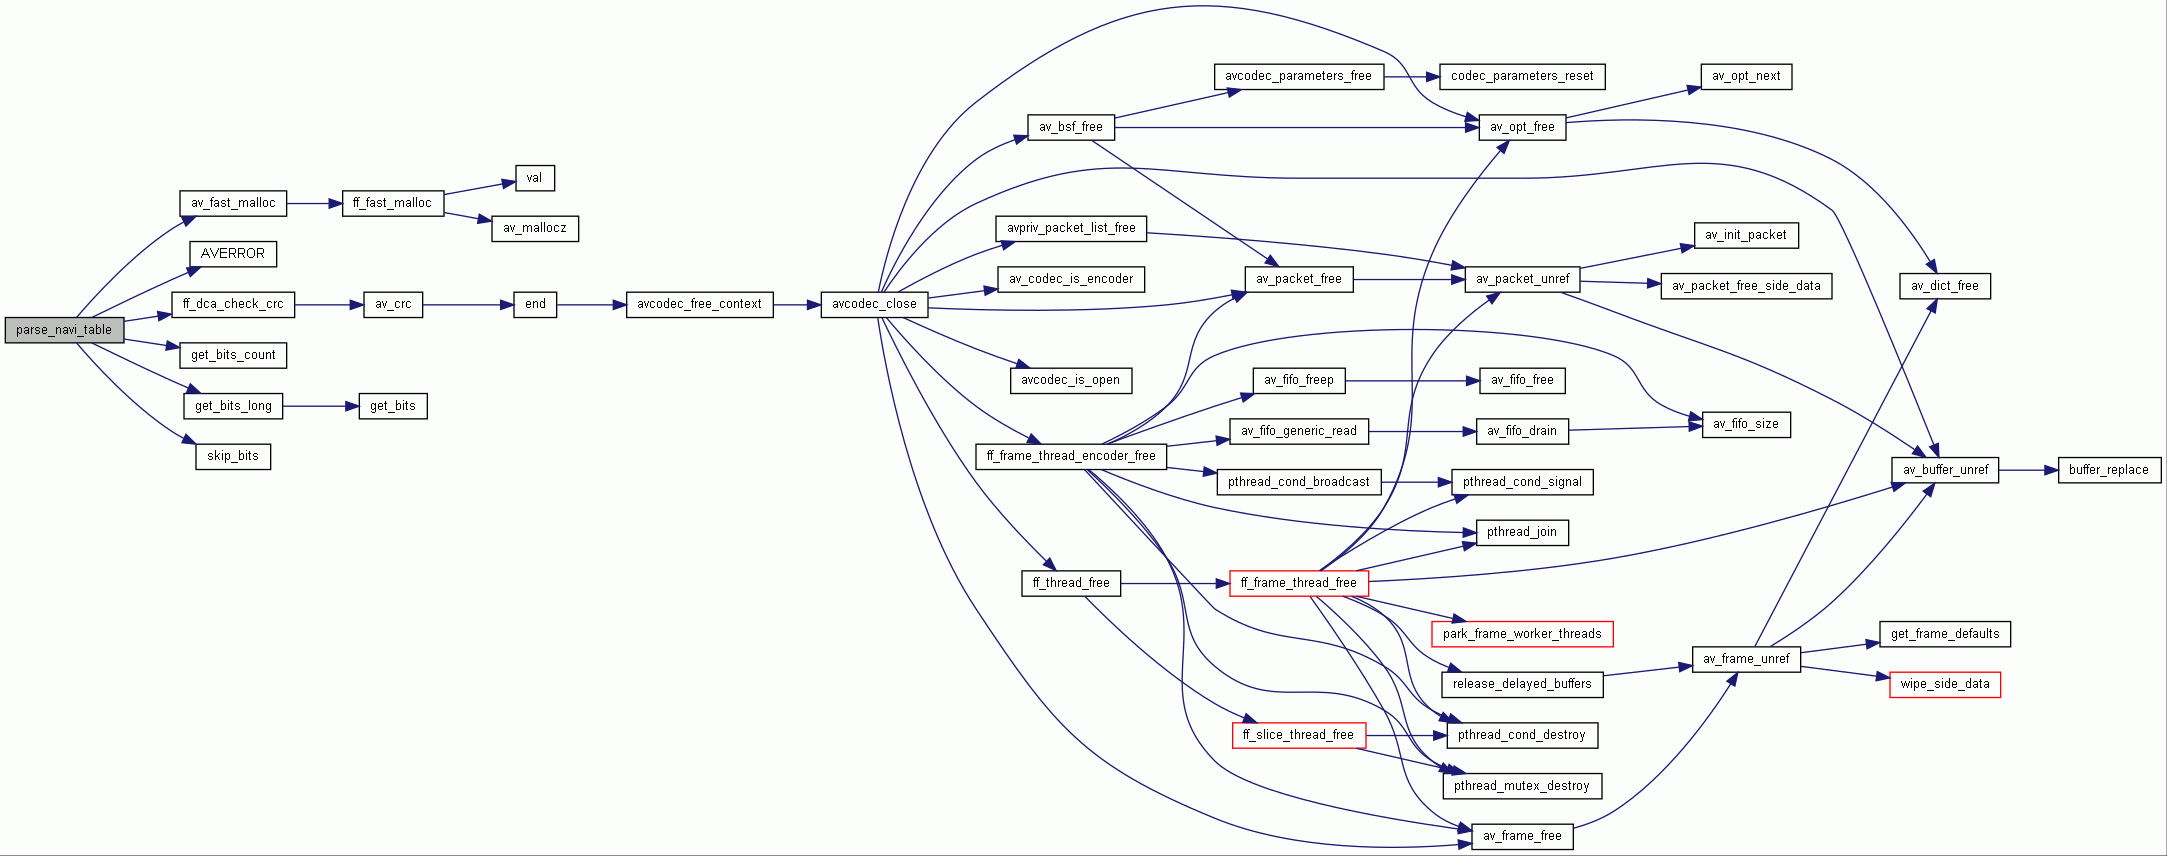 parse_navi_table
av_fast_malloc
AVERROR
ff_dca_check_crc
get_bits_count
get_bits_long
skip_bits
ff_fast_malloc
av_crc
get_bits
val
av_mallocz
end
avcodec_free_context
avcodec_close
av_bsf_free
avpriv_packet_list_free
av_codec_is_encoder
avcodec_is_open
ff_frame_thread_encoder_free
ff_thread_free
avcodec_parameters_free
av_packet_free
av_fifo_freep
av_fifo_generic_read
pthread_cond_broadcast
ff_frame_thread_free
ff_slice_thread_free
codec_parameters_reset
av_opt_free
av_packet_unref
av_fifo_free
av_fifo_drain
pthread_cond_signal
pthread_join
park_frame_worker_threads
release_delayed_buffers
pthread_cond_destroy
pthread_mutex_destroy
av_frame_free
av_opt_next
av_init_packet
av_packet_free_side_data
av_fifo_size
av_frame_unref
av_dict_free
av_buffer_unref
get_frame_defaults
wipe_side_data
buffer_replace